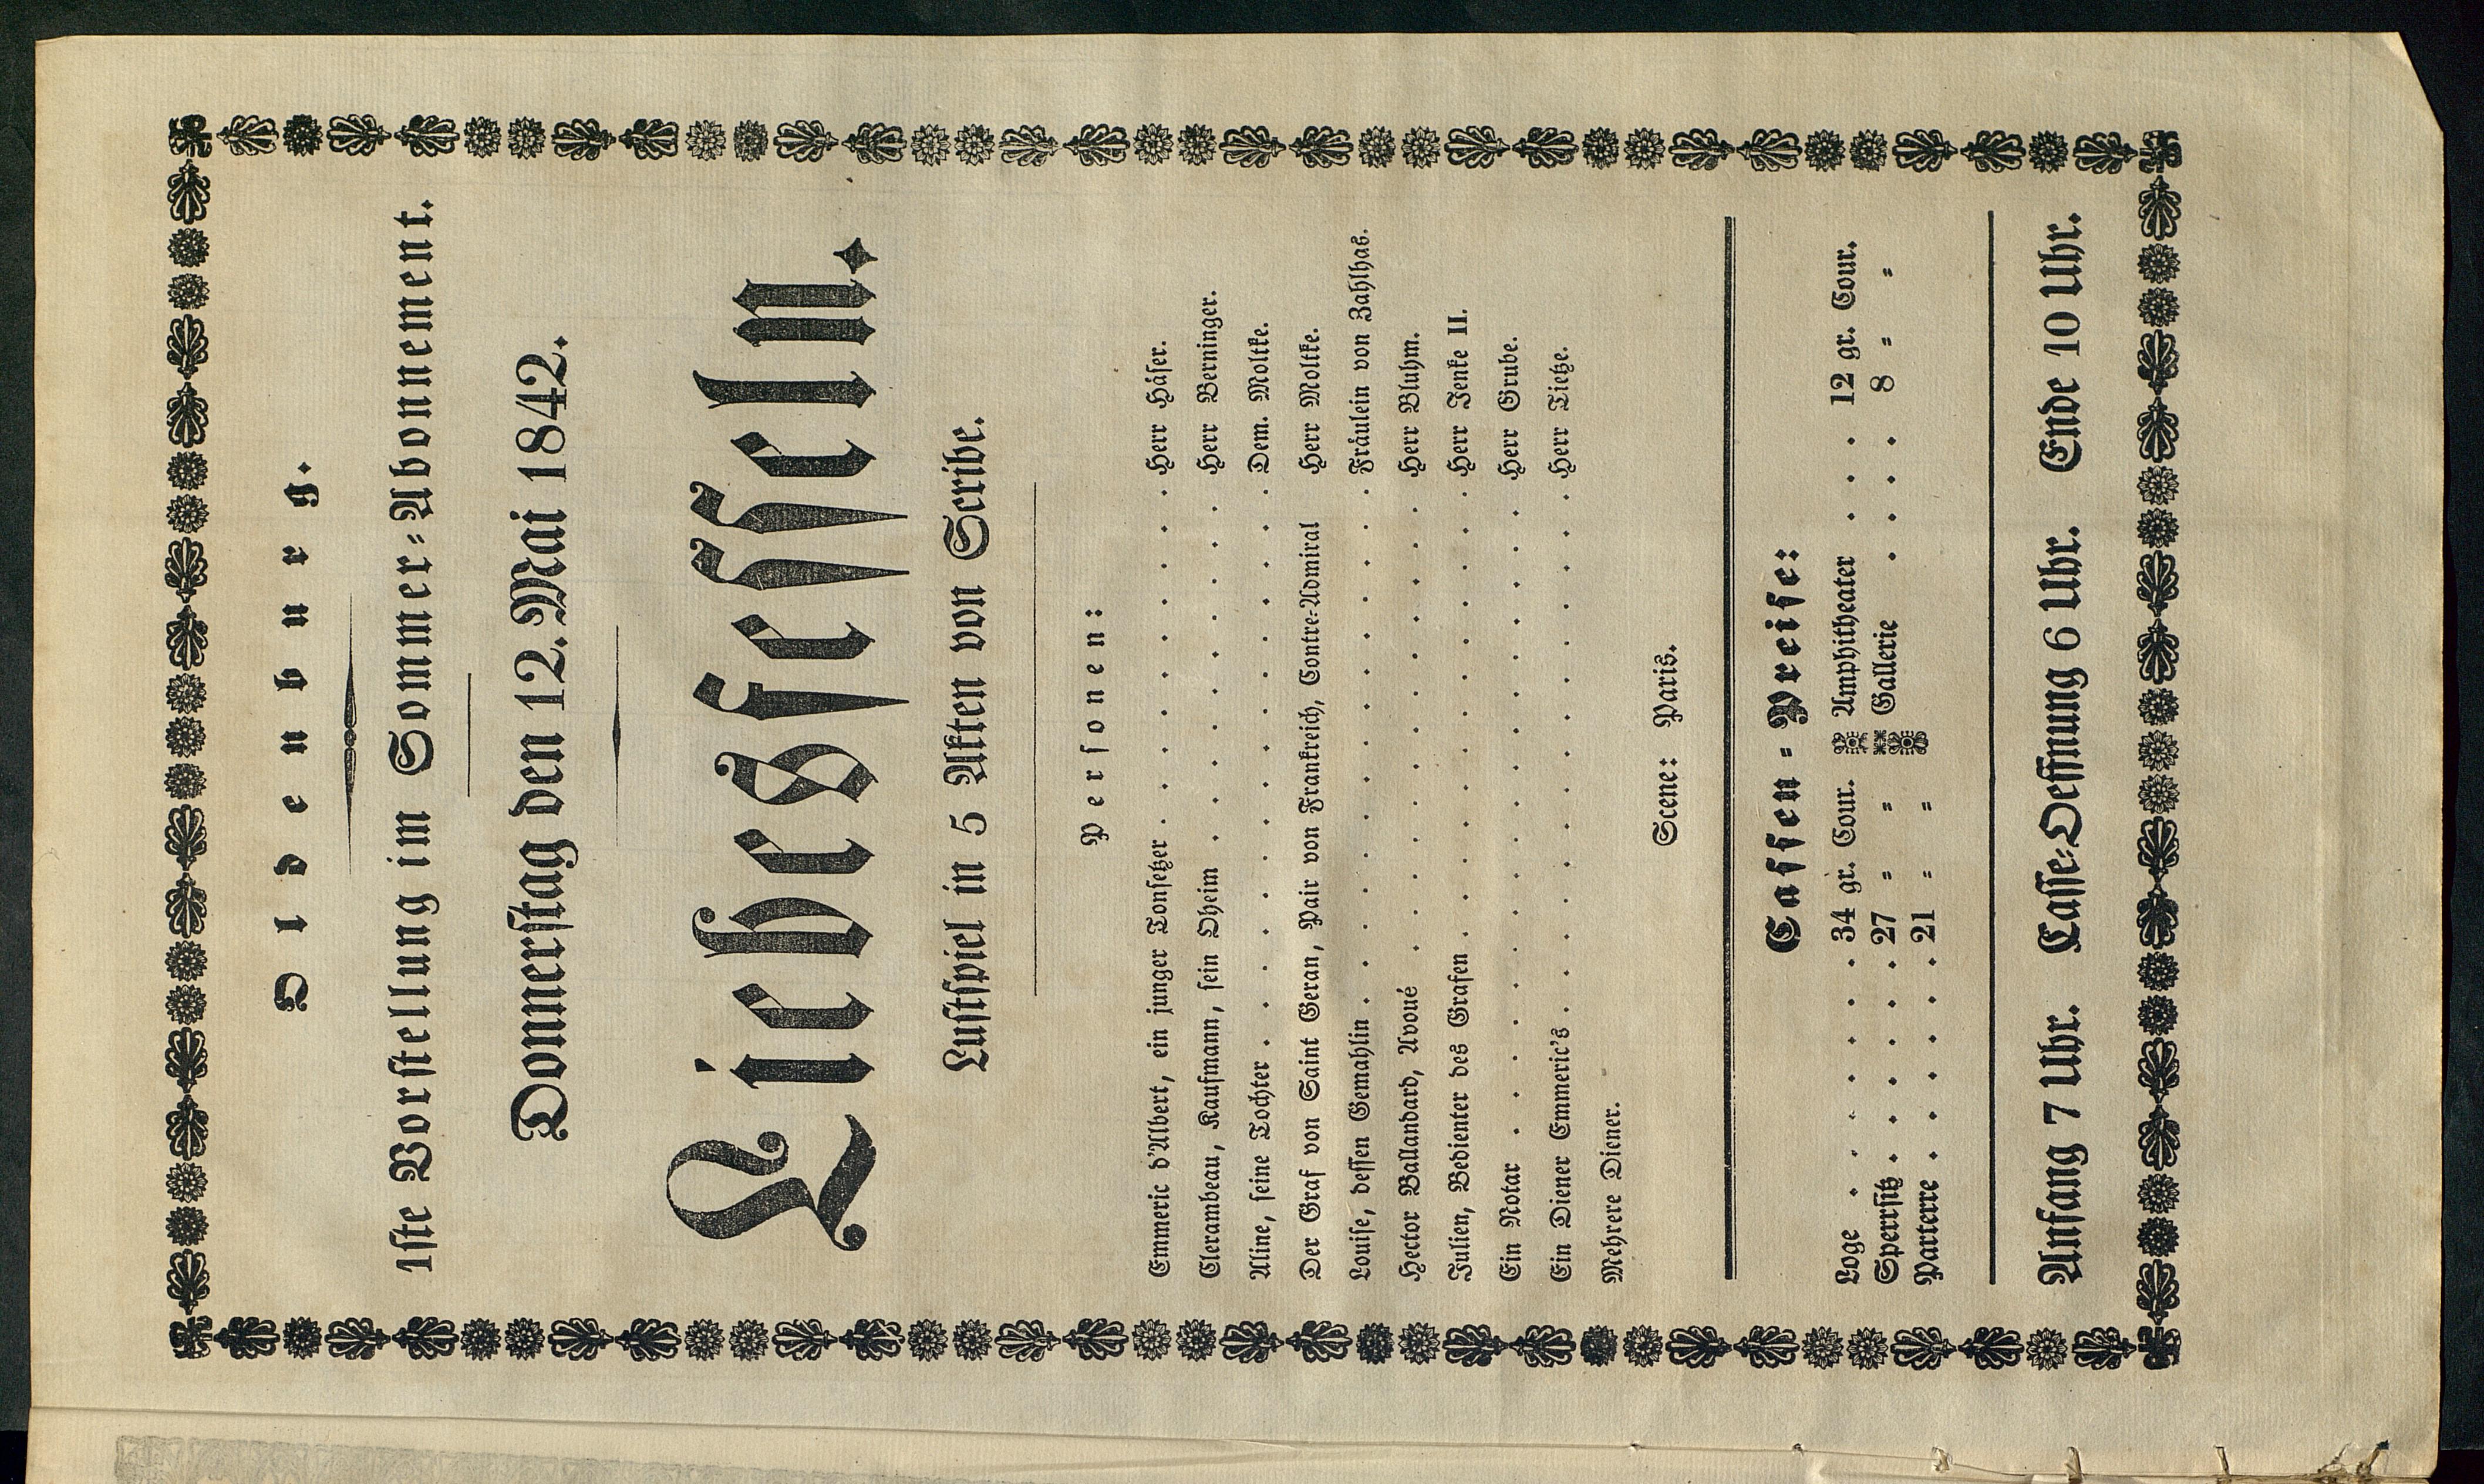 Oldenburg.
1ste Vorstellung im Sommer-Abonnement.
Donnerstag den 12. Mai 1842.
Liebesfesseln.
Lustspiel in 5 Akten von Scribe.
Personen:
Emmeric d'Albert, ein junger Tonsetzer . . . . . . . . . . Herr Häser.
Clerambeau, Kaufmann, sein Oheim . . . . . . . . . . Herr Berninger.
Aline, seine Tochter . . . . . . . . . . . . . . . Dem. Moltke.
Der Graf von Saint Geran, Pair von Frankreich, Contre-Admiral Herr Moltke.
Louise, dessen Gemahlin . . . . . . . . . . . . . . Fräulein von Zahlhas.
Hector Ballandard, Avoué . . . . . . . . . . . . . Herr Bluhm.
Julien, Bedienter des Grafen . . . . . . . . . . . . . Herr Jenke II.
Ein Notar . . . . . . . . . . . . . . . . . Herr Grube.
Ein Diener Emmeric's . . . . . . . . . . . . . . Herr Tietze.
Mehrere Diener.
Scene: Paris.
Cassen-Preise:
Loge . . . . . . . 34 gr. Cour. Amphitheater . . . . 12 gr. Cour.
Sperrsitz . . . . . . 27 = = Gallerie . . . . 8 = =
Parterre . . . . . . 21 = =
Anfang 7 Uhr. Casse-Oeffnung 6 Uhr. Ende 10 Uhr.